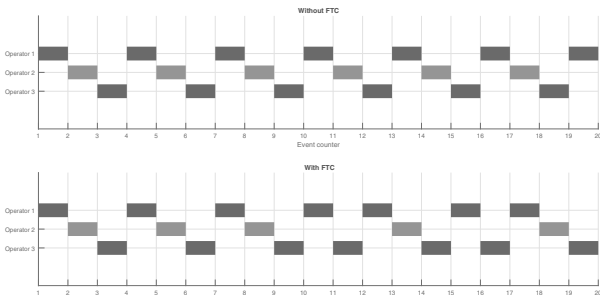 Without FTC
Operator 1
Operator 2
Operator 3
1 2 3 4 5 6 7 8 9 10 11 12 13 14 15 16 17 18 19 20
Event counter
With FTC
Operator 1
Operator 2
Operator 3
1 2 3 4 5 6 7 8 9 10 11 12 13 14 15 16 17 18 19 20